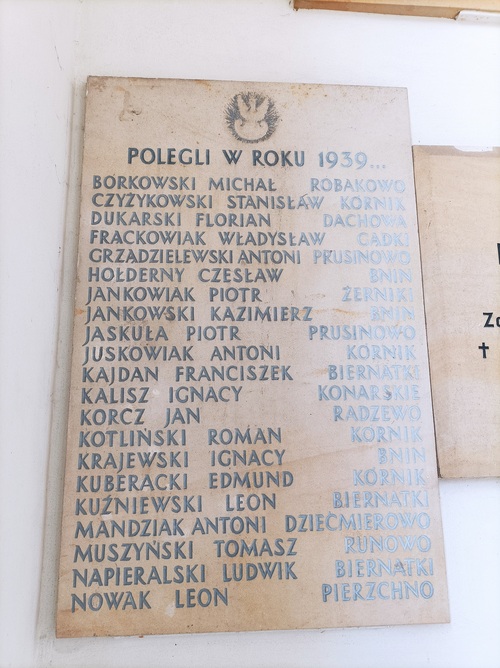 POLEGLI W ROKU 1939...
BORKOWSKI MICHAŁ ROBAKOWO
CZYŻYKOWSKI STANISŁAW KÓRNIK
DUKARSKI FLORIAN DACHOWA
FRĄCKOWIAK WŁADYSŁAW GĄDKI
GRZĄDZIELEWSKI ANTONI PRUSINOWO
HOŁDERNY CZESŁAW BNIN
JANKOWIAK PIOTR ŻERNIKI
JANKOWSKI KAZIMIERZ BNIN
JASKUŁA PIOTR PRUSINOWO
JUSKOWIAK ANTONI KÓRNIK
KAJDAN FRANCISZEK BIERNATKI
KALISZ IGNACY KONARSKIE
KORCZ JAN RADZEWO
KOTLIŃSKI ROMAN KÓRNIK
KRAJEWSKI IGNACY BNIN
KUBERACKI EDMUND KÓRNIK
KUŹNIEWSKI LEON BIERNATKI
MANDZIAK ANTONI DZIEĆMIEROWO
MUSZYŃSKI TOMASZ RUNOWO
NAPIERALSKI LUDWIK BIERNATKI
NOWAK LEON PIERZCHNO